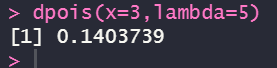 > dpois(x=3,lambda=5)
[1] 0.1403739
>